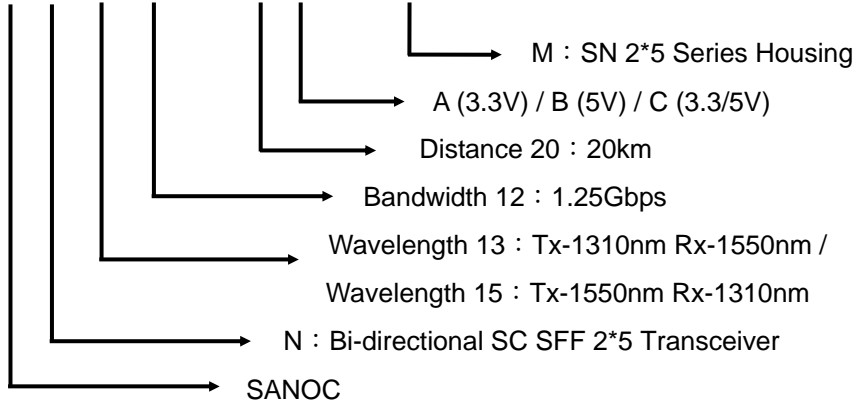 M：SN 2*5 Series Housing
A (3.3V) / B (5V) / C (3.3/5V)
Distance 20：20km
Bandwidth 12：1.25Gbps
Wavelength 13：Tx-1310nm Rx-1550nm /
Wavelength 15：Tx-1550nm Rx-1310nm
N：Bi-directional SC SFF 2*5 Transceiver
SANOC